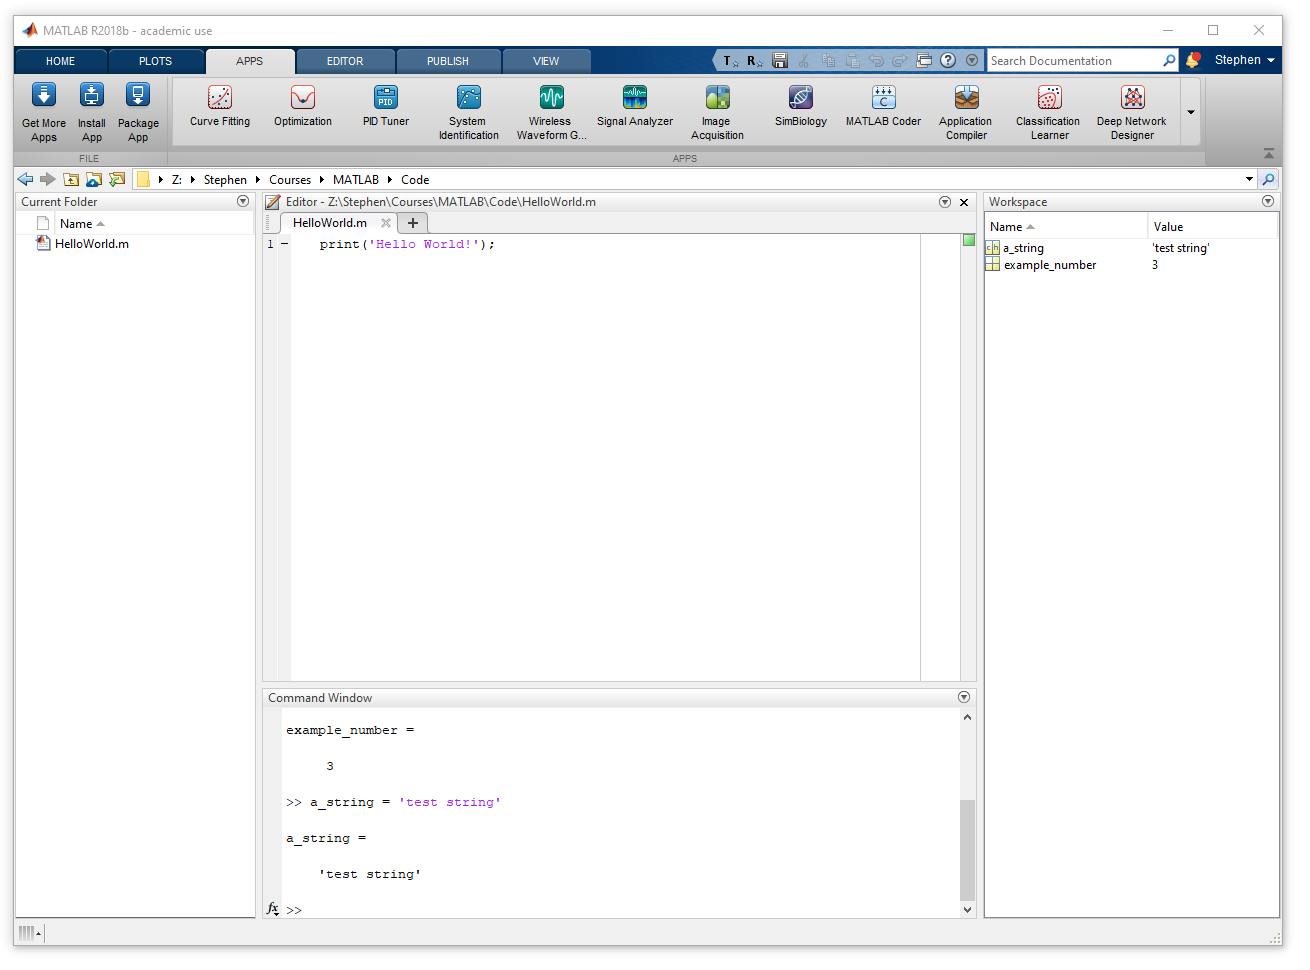 MATLAB R2018b - academic use
HOME PLOTS APPS EDITOR PUBLISH VIEW
Search Documentation
Stephen
Get More Apps
Install App
Package App
Curve Fitting
Optimization
PID
PID Tuner
System Identification
Wireless Waveform G...
Signal Analyzer
Image Acquisition
SimBiology
C
MATLAB Coder
Application Compiler
Classification Learner
Deep Network Designer
FILE
APPS
Z: Stephen Courses MATLAB Code
Current Folder
Name
HelloWorld.m
Editor - Z:\Stephen\Courses\MATLAB\Code\HelloWorld.m
HelloWorld.m
1 – print('Hello World!');
Command Window
example_number =
3
>> a_string = 'test string'
a_string =
'test string'
fx >>
Workspace
Name Value
ch a_string 'test string'
example_number 3